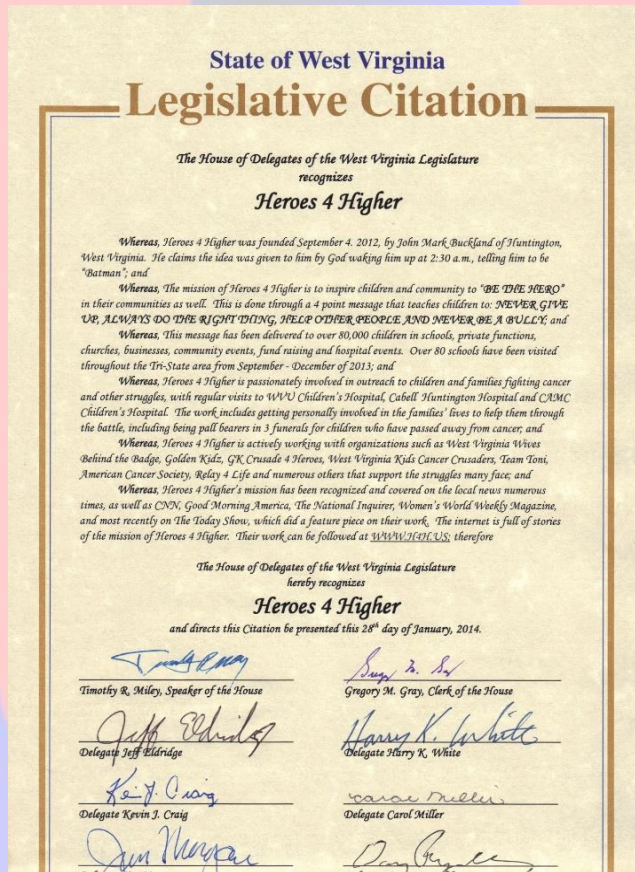 State of West Virginia
Legislative Citation
The House of Delegates of the West Virginia Legislature
recognizes
Heroes 4 Higher
Whereas, Heroes 4 Higher was founded September 4. 2012, by John Mark Buckland of Huntington,
West Virginia. He claims the idea was given to him by God waking him up at 2:30 a.m., telling him to be
"Batman"; and
Whereas, The mission of Heroes 4 Higher is to inspire children and community to "BE THE HERO"
in their communities as well. This is done through a 4 point message that teaches children to: NEVER GIVE
UP, ALWAYS DO THE RIGHT THING, HELP OTHER PEOPLE AND NEVER BE A BULLY; and
Whereas, This message has been delivered to over 80,000 children in schools, private functions,
churches, businesses, community events, fund raising and hospital events. Over 80 schools have been visited
throughout the Tri-State area from September - December of 2013; and
Whereas, Heroes 4 Higher is passionately involved in outreach to children and families fighting cancer
and other struggles, with regular visits to WVU Children's Hospital, Cabell Huntington Hospital and CAMC
Children's Hospital. The work includes getting personally involved in the families' lives to help them through
the battle, including being pall bearers in 3 funerals for children who have passed away from cancer; and
Whereas, Heroes 4 Higher is actively working with organizations such as West Virginia Wives
Behind the Badge, Golden Kidz, GK Crusade 4 Heroes, West Virginia Kids Cancer Crusaders, Team Toni,
American Cancer Society, Relay 4 Life and numerous others that support the struggles many face; and
Whereas, Heroes 4 Higher's mission has been recognized and covered on the local news numerous
times, as well as CNN, Good Morning America, The National Inquirer, Women's World Weekly Magazine,
and most recently on The Today Show, which did a feature piece on their work. The internet is full of stories
of the mission of Heroes 4 Higher. Their work can be followed at WWW.H4H.US; therefore
The House of Delegates of the West Virginia Legislature
hereby recognizes
Heroes 4 Higher
and directs this Citation be presented this 28th day of January, 2014.
Timothy R. Miley, Speaker of the House
Gregory M. Gray, Clerk of the House
Jeff Eldridge
Harry K. White
Delegate Jeff Eldridge
Delegate Harry K. White
Kevin J. Craig
Carol Miller
Delegate Kevin J. Craig
Delegate Carol Miller
Jim Morgan